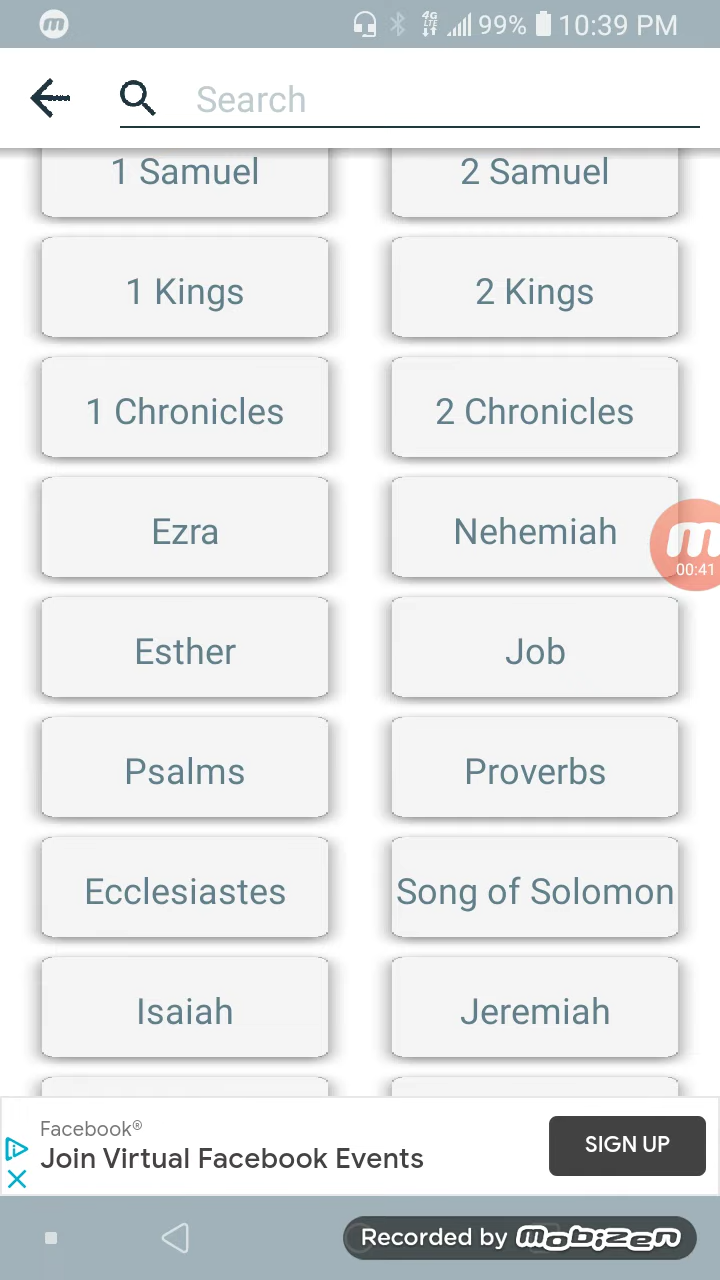 m 4G LTE 99% 10:39 PM
Search
1 Samuel 2 Samuel
1 Kings 2 Kings
1 Chronicles 2 Chronicles
Ezra Nehemiah
m
00:41
Esther Job
Psalms Proverbs
Ecclesiastes Song of Solomon
Isaiah Jeremiah
Facebook®
Join Virtual Facebook Events
SIGN UP
Recorded by mobizen